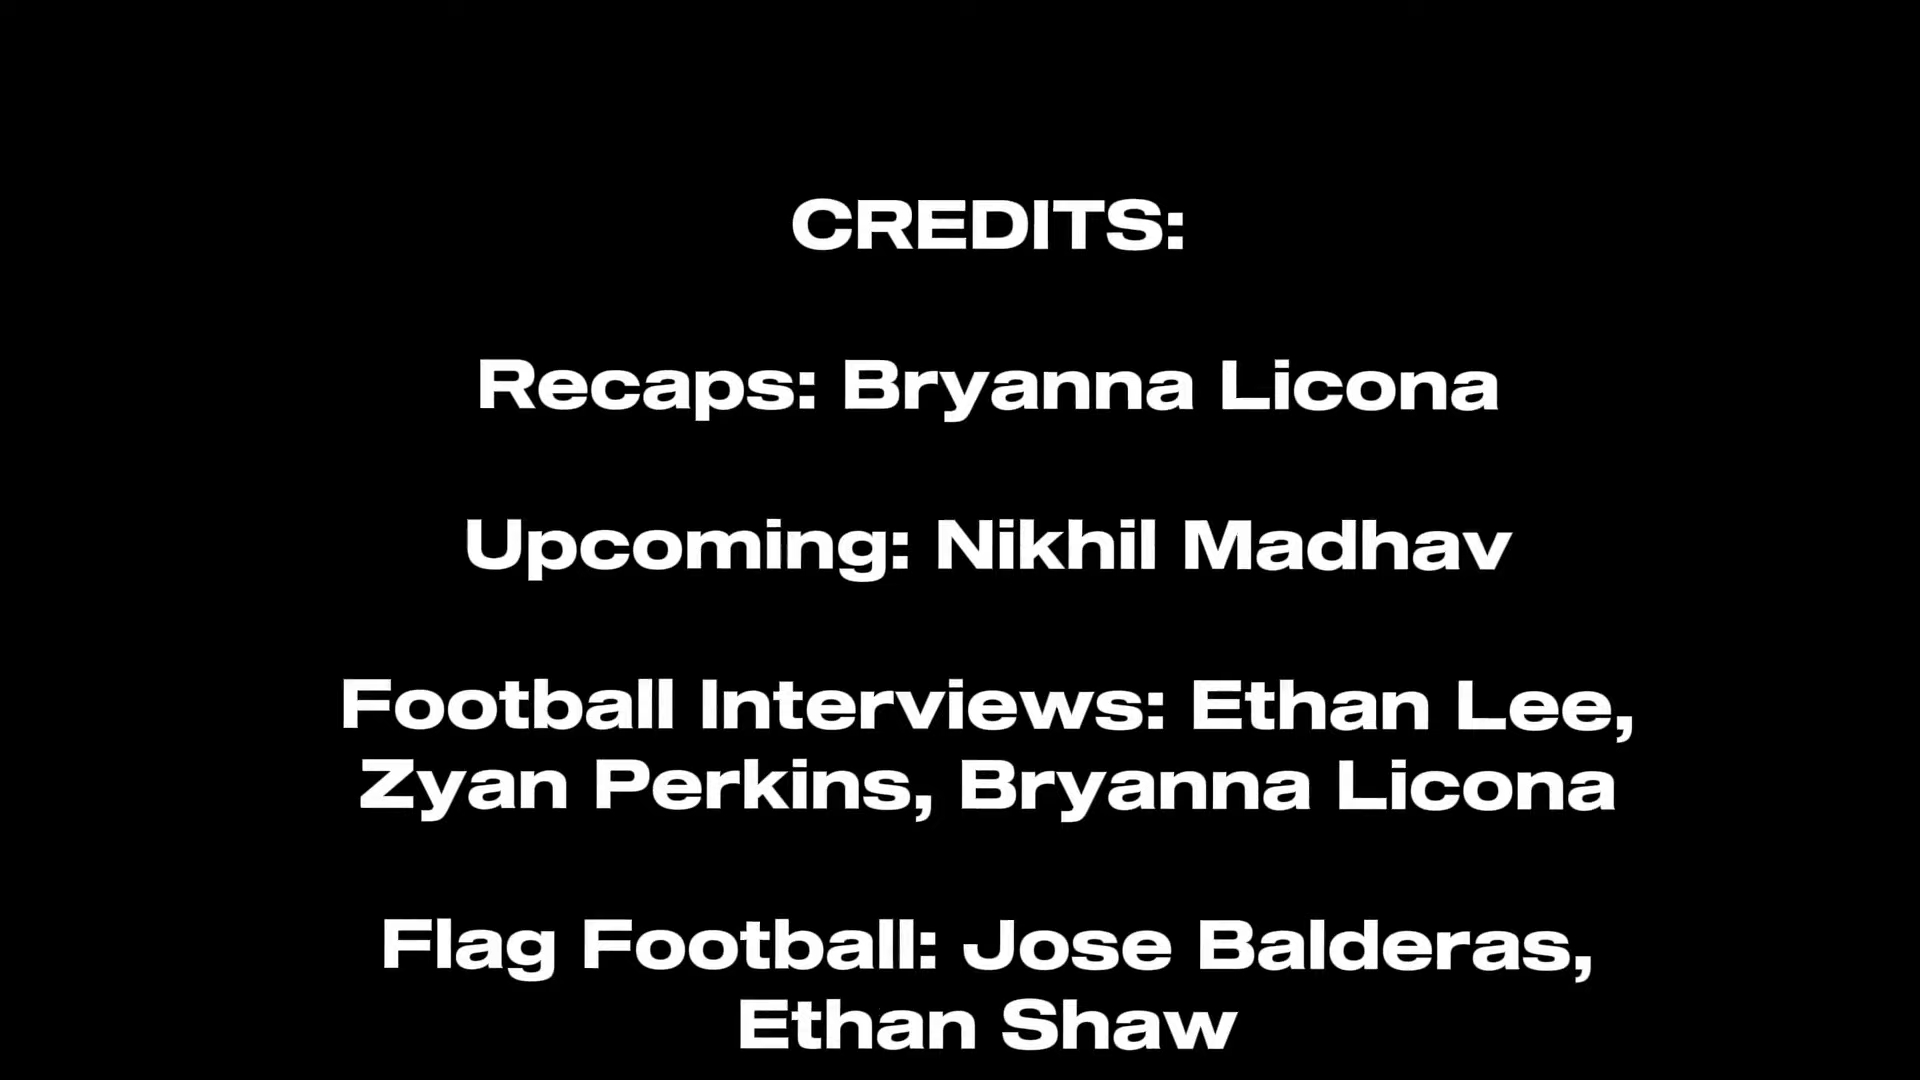 CREDITS:
Recaps: Bryanna Licona
Upcoming: Nikhil Madhav
Football Interviews: Ethan Lee,
Zyan Perkins, Bryanna Licona
Flag Football: Jose Balderas,
Ethan Shaw